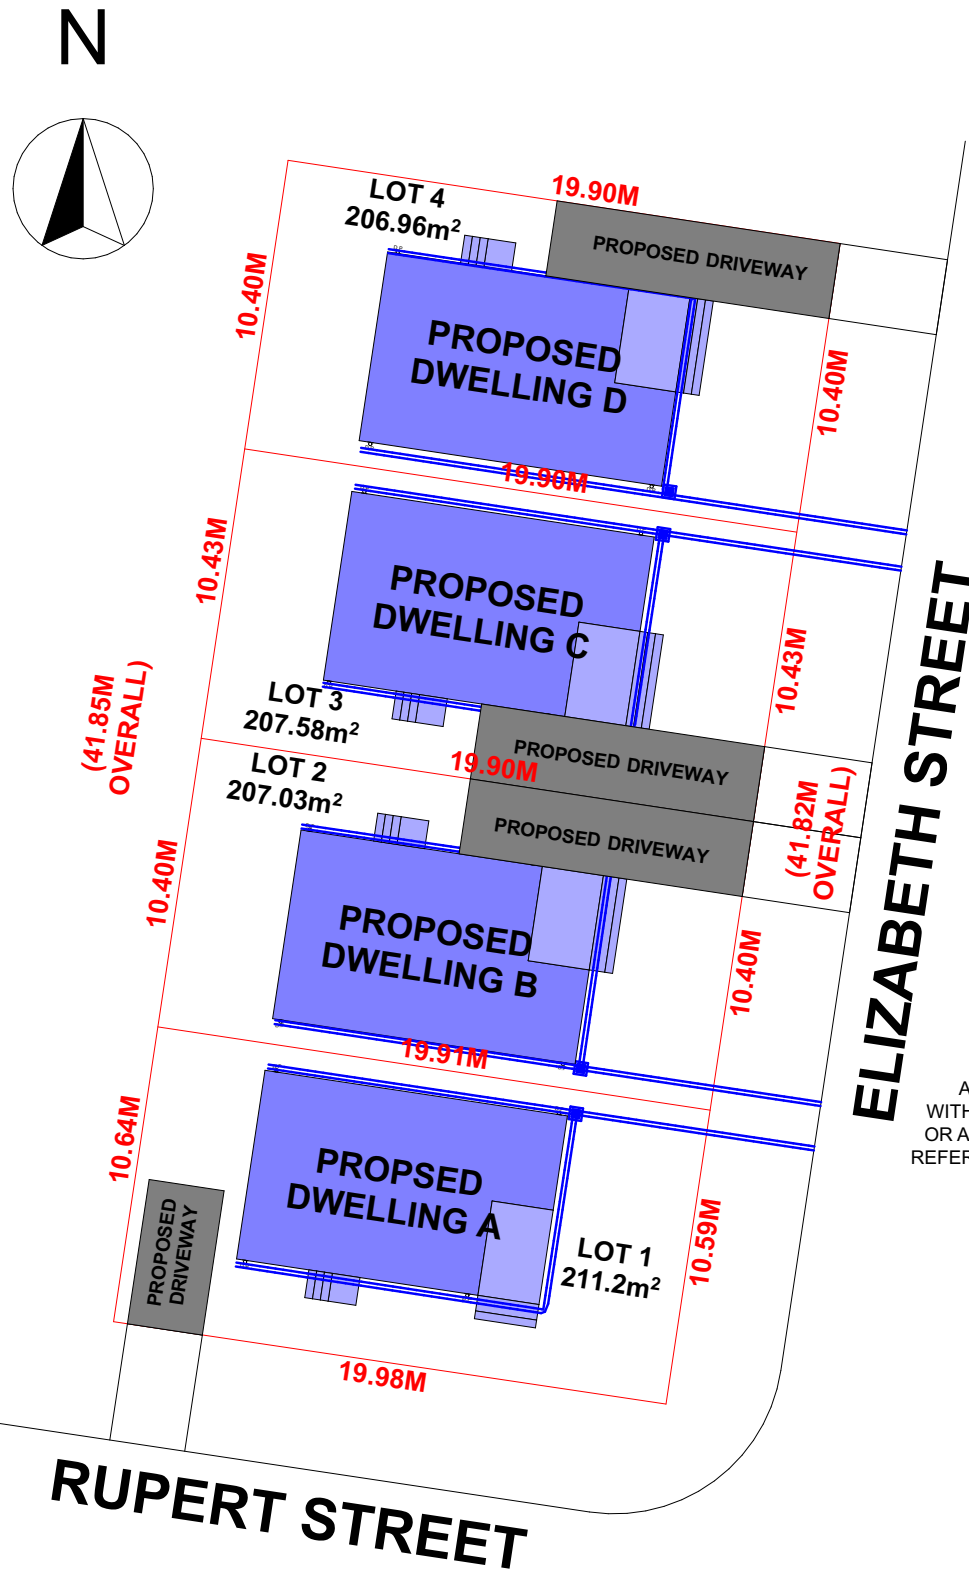 N
LOT 4
206.96m²
19.90M
PROPOSED DRIVEWAY
10.40M
PROPOSED
DWELLING D
10.40M
19.90M
10.43M
PROPOSED
DWELLING C
10.43M
LOT 3
207.58m²
(41.85M
OVERALL)
PROPOSED DRIVEWAY
19.90M
LOT 2
207.03m²
PROPOSED DRIVEWAY
(41.82M
OVERALL)
ELIZABETH STREET
10.40M
PROPOSED
DWELLING B
10.40M
19.91M
A
WITH
OR A
REFER
10.64M
PROPSED
DWELLING A
10.59M
LOT 1
211.2m²
PROPOSED
DRIVEWAY
19.98M
RUPERT STREET